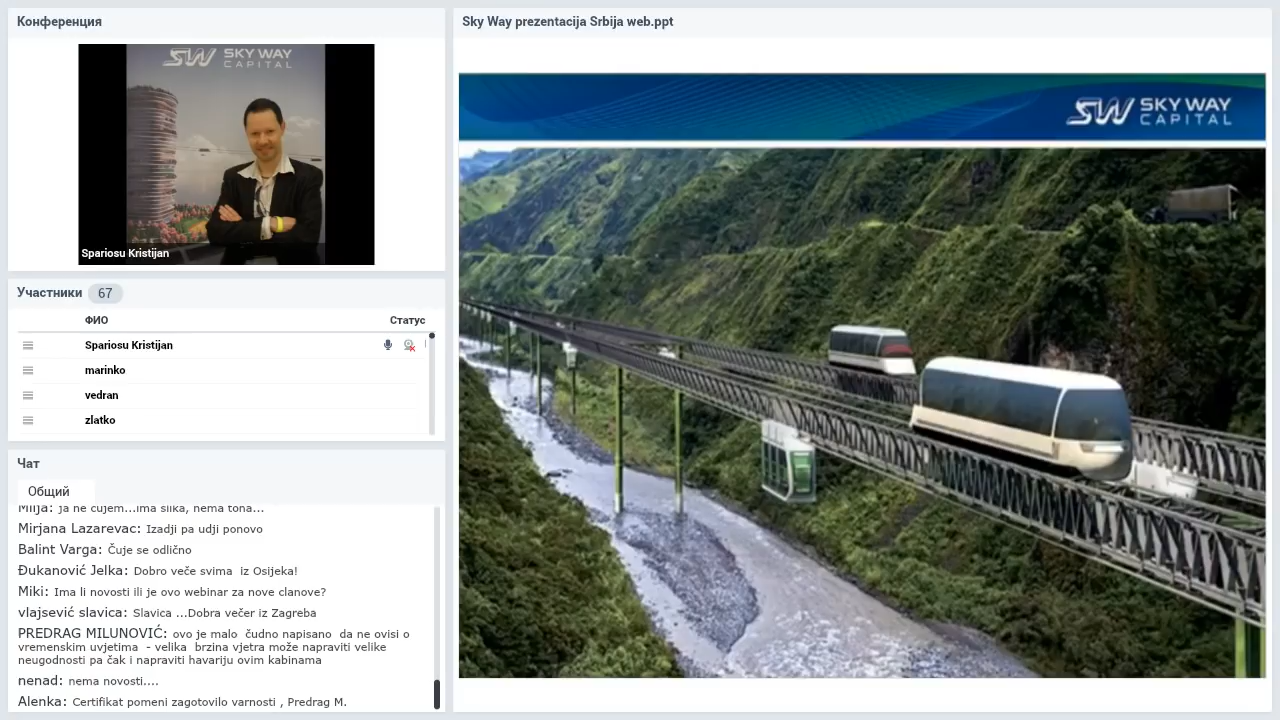 Конференция
SKY WAY
CAPITAL
Spariosu Kristijan
Участники 67
ФИО Статус
Spariosu Kristijan
marinko
vedran
zlatko
Чат
Общий
Milja: ja ne čujem...ima slika, nema tona...
Mirjana Lazarevac: Izadji pa udji ponovo
Balint Varga: Čuje se odlično
Đukanović Jelka: Dobro veče svima iz Osijeka!
Miki: Ima li novosti ili je ovo webinar za nove clanove?
vlajsević slavica: Slavica ...Dobra večer iz Zagreba
PREDRAG MILUNOVIĆ: ovo je malo čudno napisano da ne ovisi o
vremenskim uvjetima - velika brzina vjetra može napraviti velike
neugodnosti pa čak i napraviti havariju ovim kabinama
nenad: nema novosti....
Alenka: Certifikat pomeni zagotovilo varnosti , Predrag M.
Sky Way prezentacija Srbija web.ppt
SW SKY WAY
CAPITAL